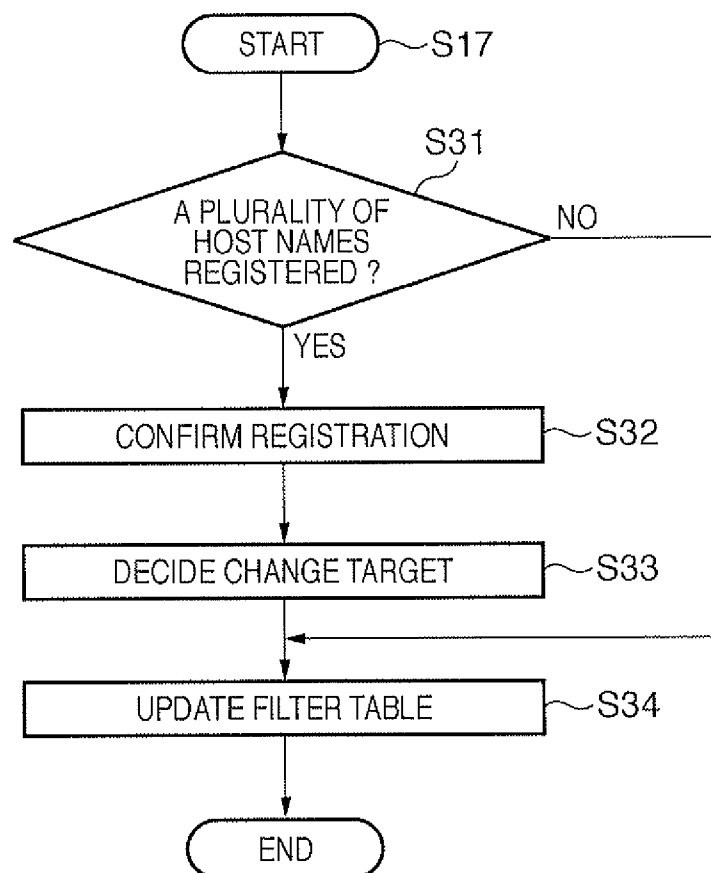 START
S17
S31
A PLURALITY OF
HOST NAMES
REGISTERED ?
NO
YES
CONFIRM REGISTRATION
S32
DECIDE CHANGE TARGET
S33
UPDATE FILTER TABLE
S34
END